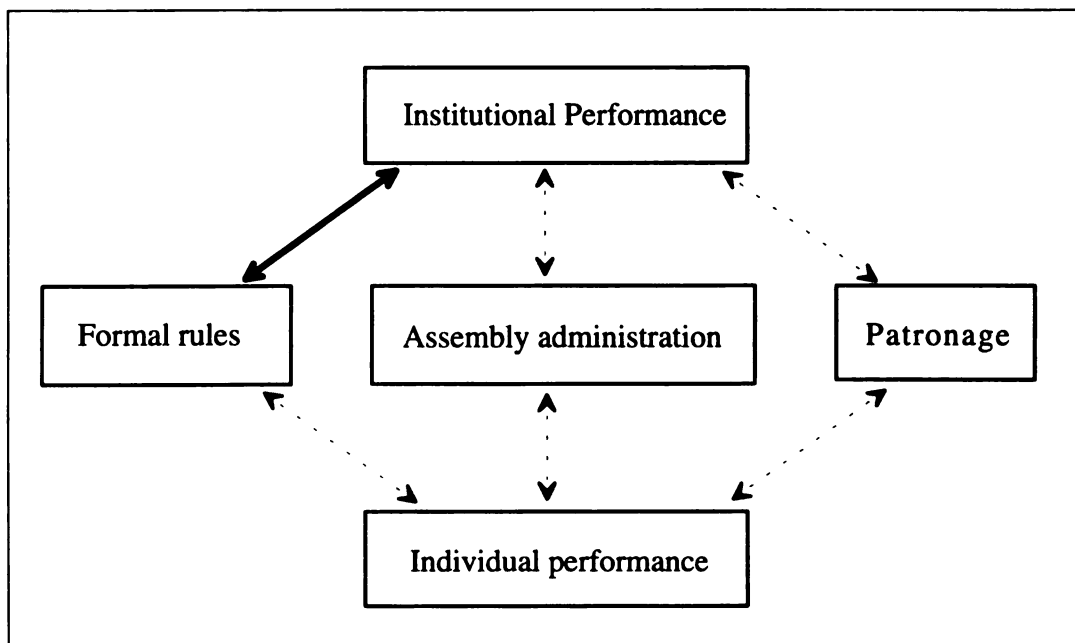 Institutional Performance
Formal rules
Assembly administration
Patronage
Individual performance